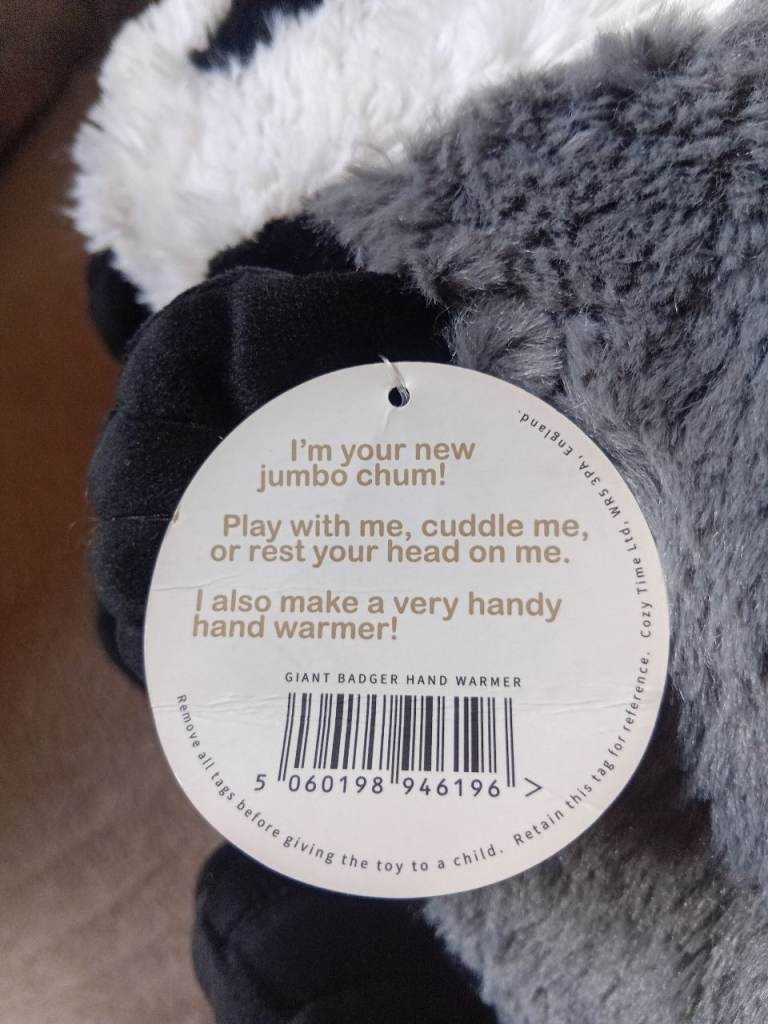 I'm your new
jumbo chum!
Play with me, cuddle me,
or rest your head on me.
I also make a very handy
hand warmer!
GIANT BADGER HAND WARMER
5 060198 946196 >
Remove all tags before giving the toy to a child. Retain this tag for reference. Cozy Time Ltd, WR5 3PA, England.